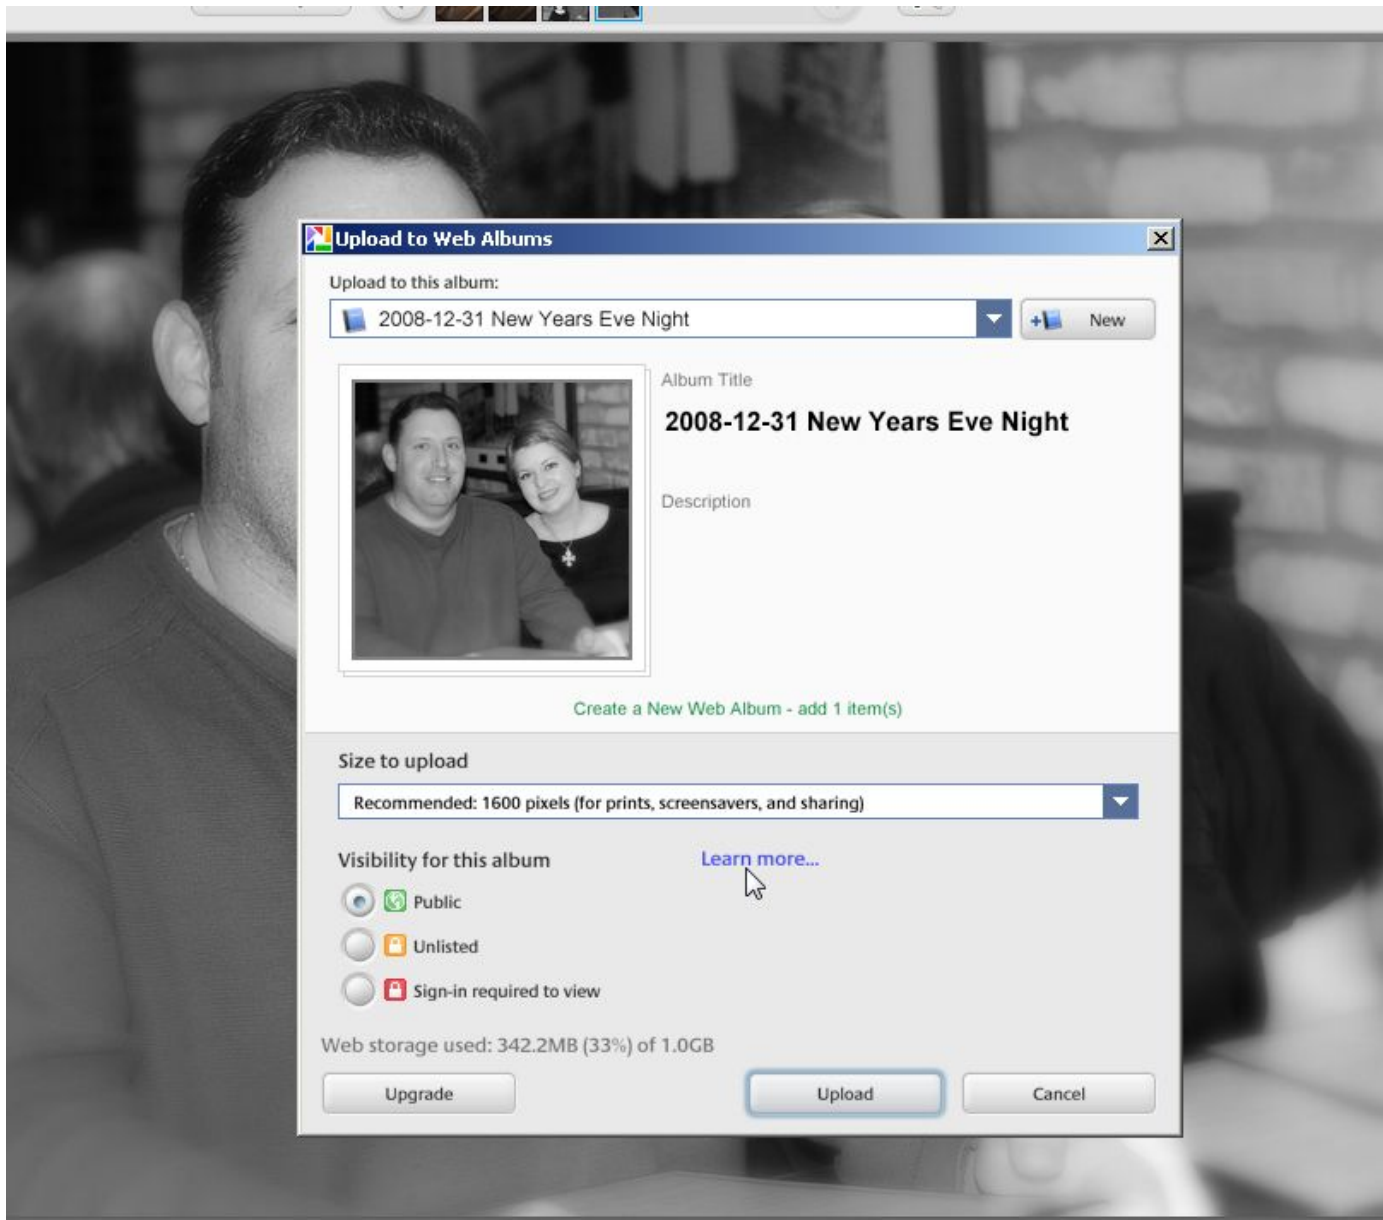 Upload to Web Albums
Upload to this album:
2008-12-31 New Years Eve Night
New
Album Title
2008-12-31 New Years Eve Night
Description
Create a New Web Album - add 1 item(s)
Size to upload
Recommended: 1600 pixels (for prints, screensavers, and sharing)
Visibility for this album
Learn more...
Public
Unlisted
Sign-in required to view
Web storage used: 342.2MB (33%) of 1.0GB
Upgrade
Upload
Cancel